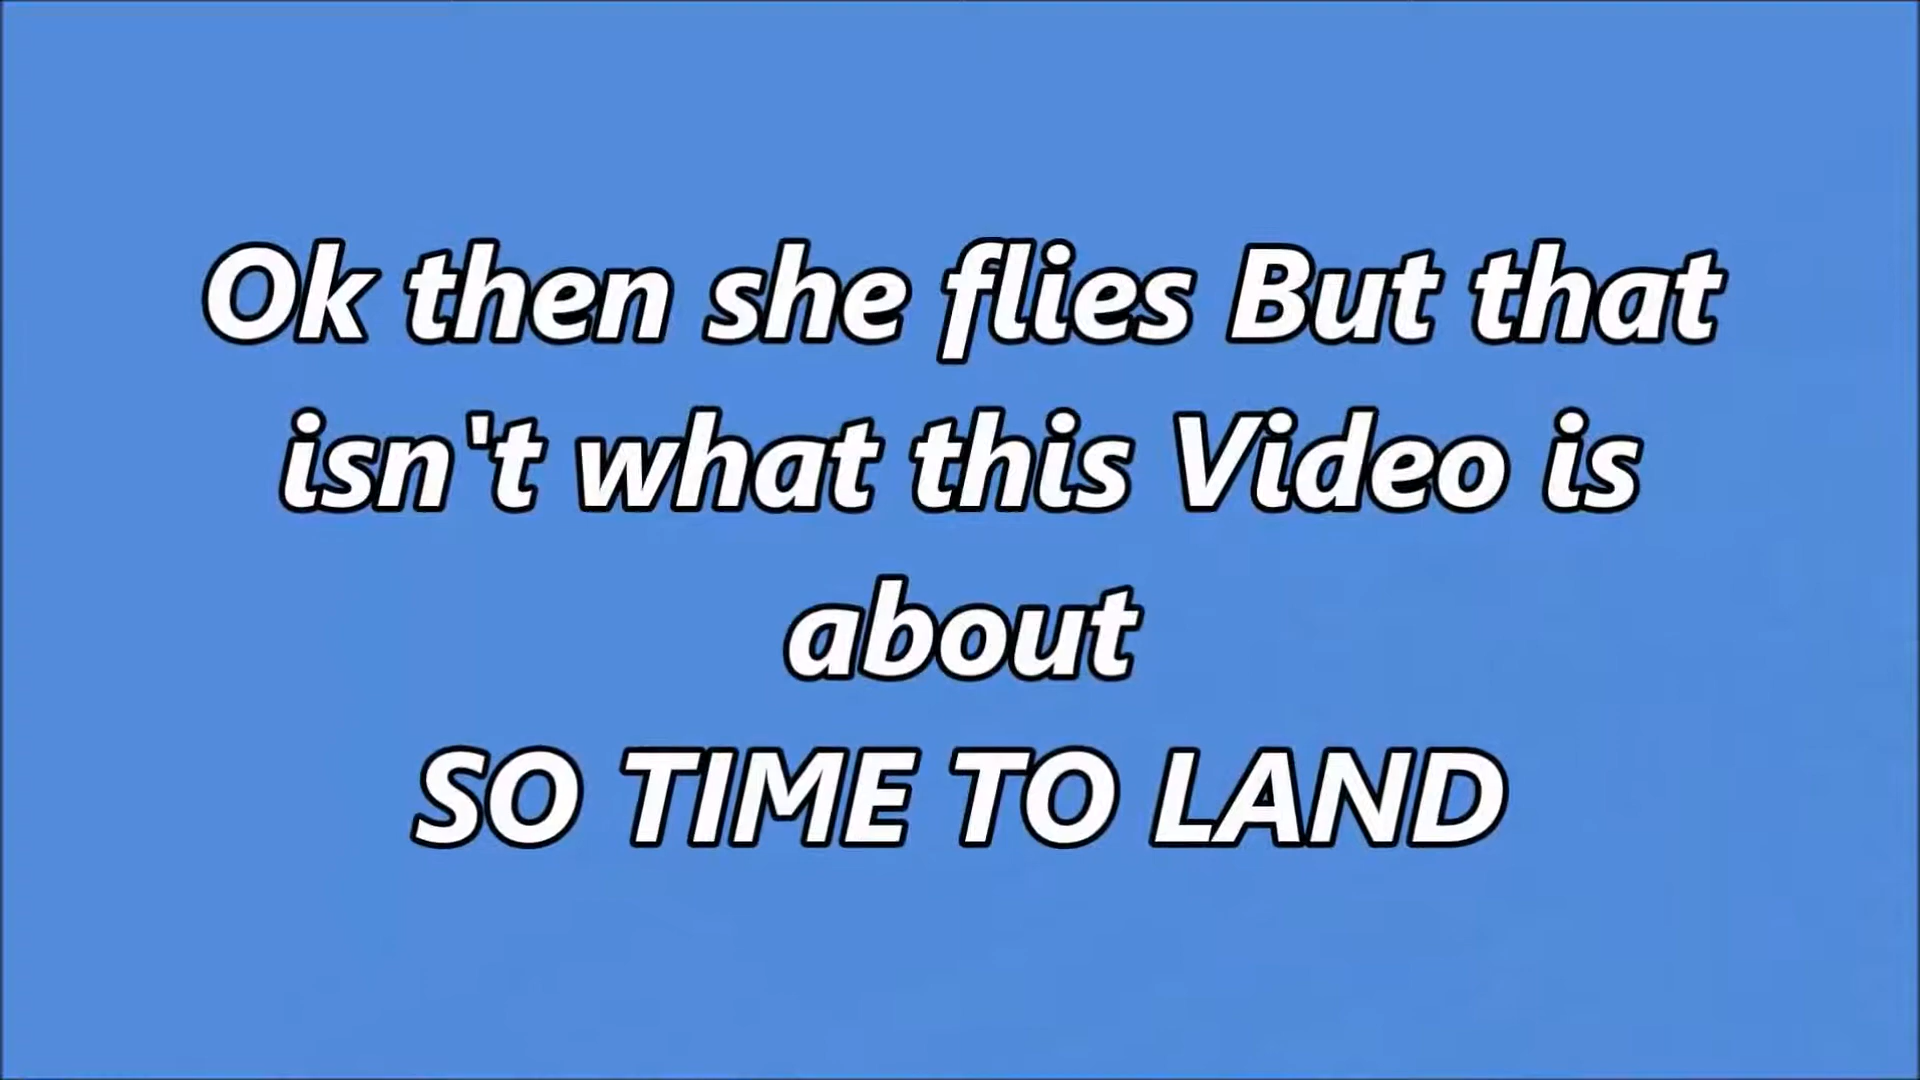 Ok then she flies But that
isn't what this Video is
about
SO TIME TO LAND